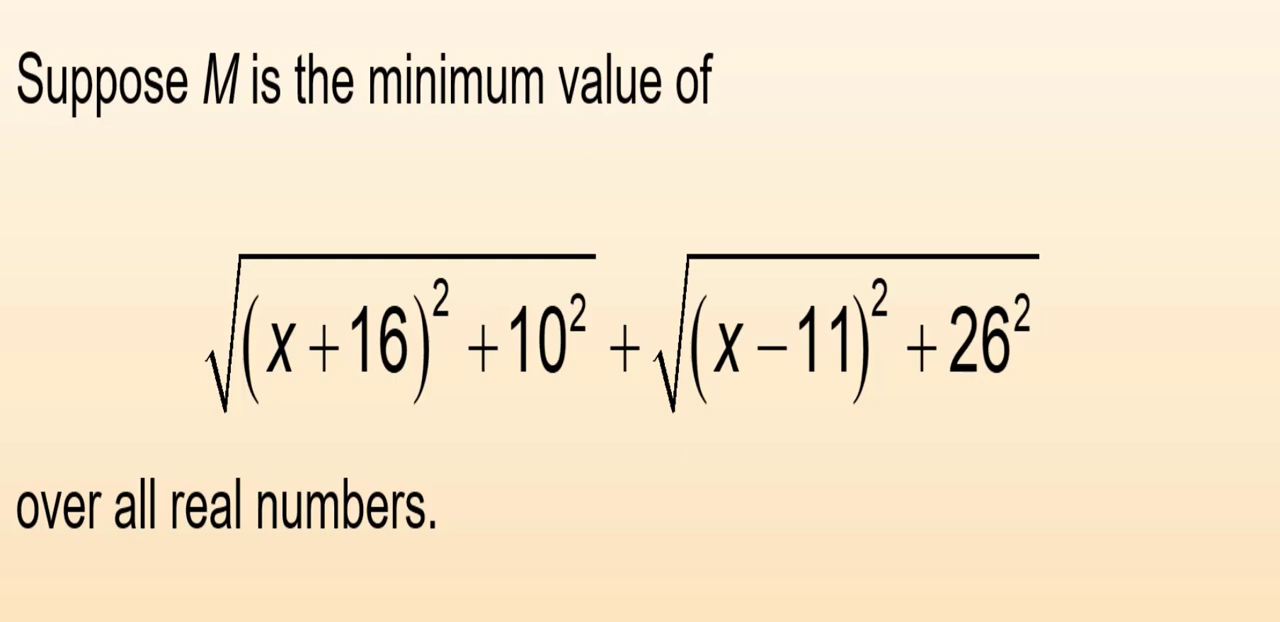 Suppose M is the minimum value of
√((x+16)² + 10²) + √((x−11)² + 26²)
over all real numbers.